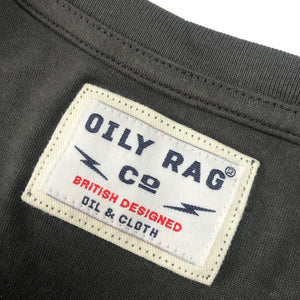 OILY RAG®
Co
BRITISH DESIGNED
OIL & CLOTH